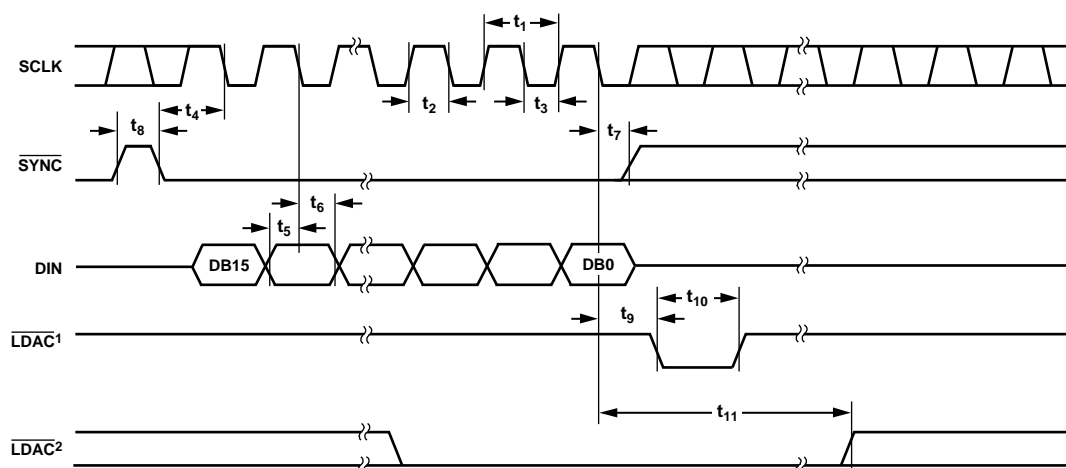 t1
SCLK
t2
t3
t4
t8
t7
SYNC
t6
t5
DIN
DB15
DB0
t10
t9
LDAC1
t11
LDAC2